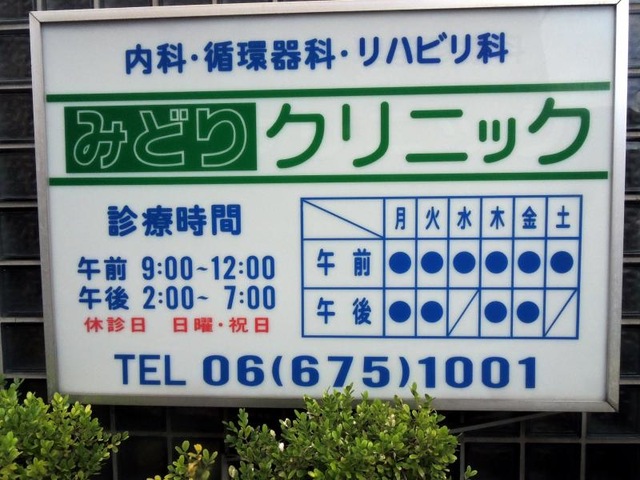 内科・循環器科・リハビリ科
みどりクリニック
診療時間
午前 9:00~12:00
午後 2:00~ 7:00
休診日 日曜・祝日
月 火 水 木 金 土
午前 ● ● ● ● ● ●
午後 ● ● ／ ● ● ／
TEL 06(675)1001